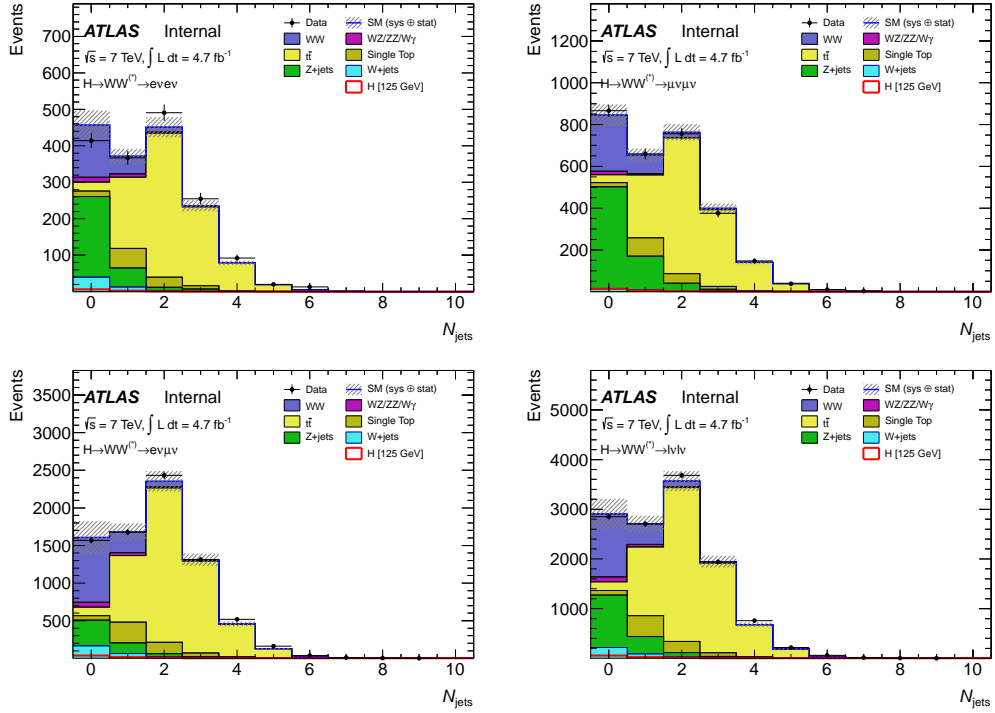 Events
ATLAS Internal
√s = 7 TeV, ∫ L dt = 4.7 fb⁻¹
H→WW⁽*⁾→eνeν
Data
WW
tt̄
Z+jets
SM (sys ⊕ stat)
WZ/ZZ/Wγ
Single Top
W+jets
H [125 GeV]
700
600
500
400
300
200
100
0 2 4 6 8 10
N_jets
Events
ATLAS Internal
√s = 7 TeV, ∫ L dt = 4.7 fb⁻¹
H→WW⁽*⁾→μνμν
Data
WW
tt̄
Z+jets
SM (sys ⊕ stat)
WZ/ZZ/Wγ
Single Top
W+jets
H [125 GeV]
1200
1000
800
600
400
200
0 2 4 6 8 10
N_jets
Events
ATLAS Internal
√s = 7 TeV, ∫ L dt = 4.7 fb⁻¹
H→WW⁽*⁾→eνμν
Data
WW
tt̄
Z+jets
SM (sys ⊕ stat)
WZ/ZZ/Wγ
Single Top
W+jets
H [125 GeV]
3500
3000
2500
2000
1500
1000
500
0 2 4 6 8 10
N_jets
Events
ATLAS Internal
√s = 7 TeV, ∫ L dt = 4.7 fb⁻¹
H→WW⁽*⁾→lνlν
Data
WW
tt̄
Z+jets
SM (sys ⊕ stat)
WZ/ZZ/Wγ
Single Top
W+jets
H [125 GeV]
5000
4000
3000
2000
1000
0 2 4 6 8 10
N_jets